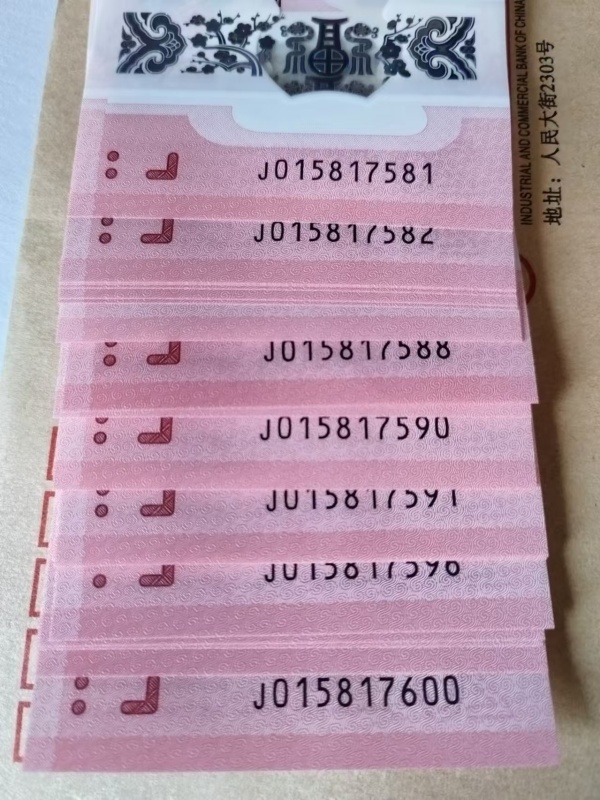 J015817581
J015817582
J015817588
J015817590
J015817591
J015817596
J015817600
INDUSTRIAL AND COMMERCIAL BANK OF CHINA
地址：人民大街2303号